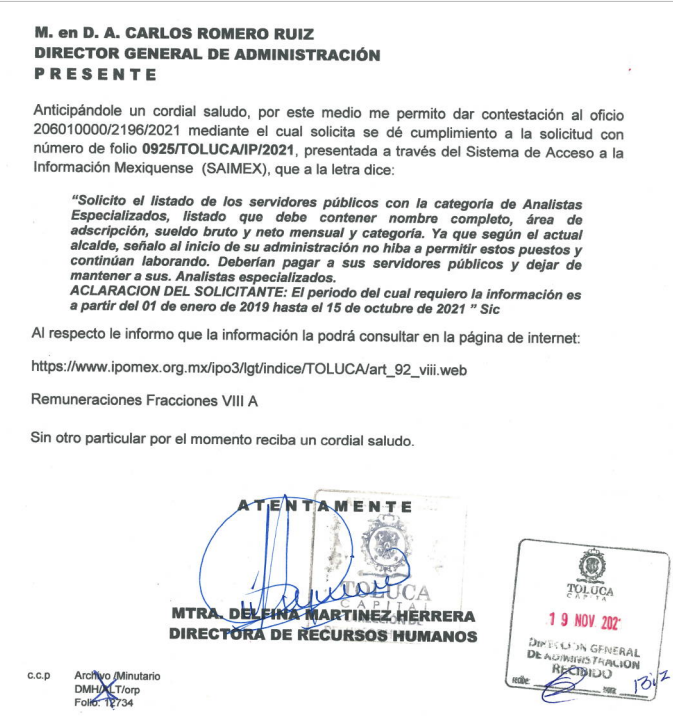 M. en D. A. CARLOS ROMERO RUIZ
DIRECTOR GENERAL DE ADMINISTRACIÓN
P R E S E N T E
Anticipándole un cordial saludo, por este medio me permito dar contestación al oficio
206010000/2196/2021 mediante el cual solicita se dé cumplimiento a la solicitud con
número de folio 0925/TOLUCA/IP/2021, presentada a través del Sistema de Acceso a la
Información Mexiquense (SAIMEX), que a la letra dice:
"Solicito el listado de los servidores públicos con la categoría de Analistas
Especializados, listado que debe contener nombre completo, área de
adscripción, sueldo bruto y neto mensual y categoría. Ya que según el actual
alcalde, señalo al inicio de su administración no hiba a permitir estos puestos y
continúan laborando. Deberían pagar a sus servidores públicos y dejar de
mantener a sus. Analistas especializados.
ACLARACION DEL SOLICITANTE: El periodo del cual requiero la información es
a partir del 01 de enero de 2019 hasta el 15 de octubre de 2021 " Sic
Al respecto le informo que la información la podrá consultar en la página de internet:
https://www.ipomex.org.mx/ipo3/lgt/indice/TOLUCA/art_92_viii.web
Remuneraciones Fracciones VIII A
Sin otro particular por el momento reciba un cordial saludo.
A T E N T A M E N T E
TOLUCA
CAPITAL
MTRA. DELFINA MARTINEZ HERRERA
DIRECTORA DE RECURSOS HUMANOS
TOLUCA
CAPITAL
19 NOV 202
DIRECCIÓN GENERAL
DE ADMINISTRACIÓN
RECIBIDO
c.c.p Archivo /Minutario
DMH/ALT/orp
Folio: 12734